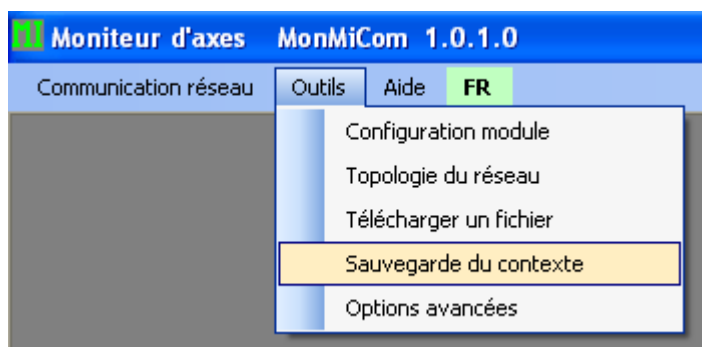 MI Moniteur d'axes MonMiCom 1.0.1.0
Communication réseau Outils Aide FR
Configuration module
Topologie du réseau
Télécharger un fichier
Sauvegarde du contexte
Options avancées